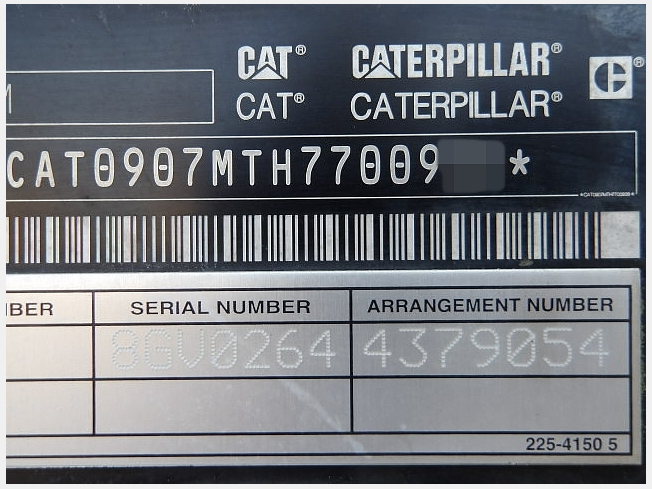 CAT® CATERPILLAR®
CAT® CATERPILLAR®
M
CAT0907MTH77009 *
BER SERIAL NUMBER ARRANGEMENT NUMBER
8GV0264 4379054
225-4150 5